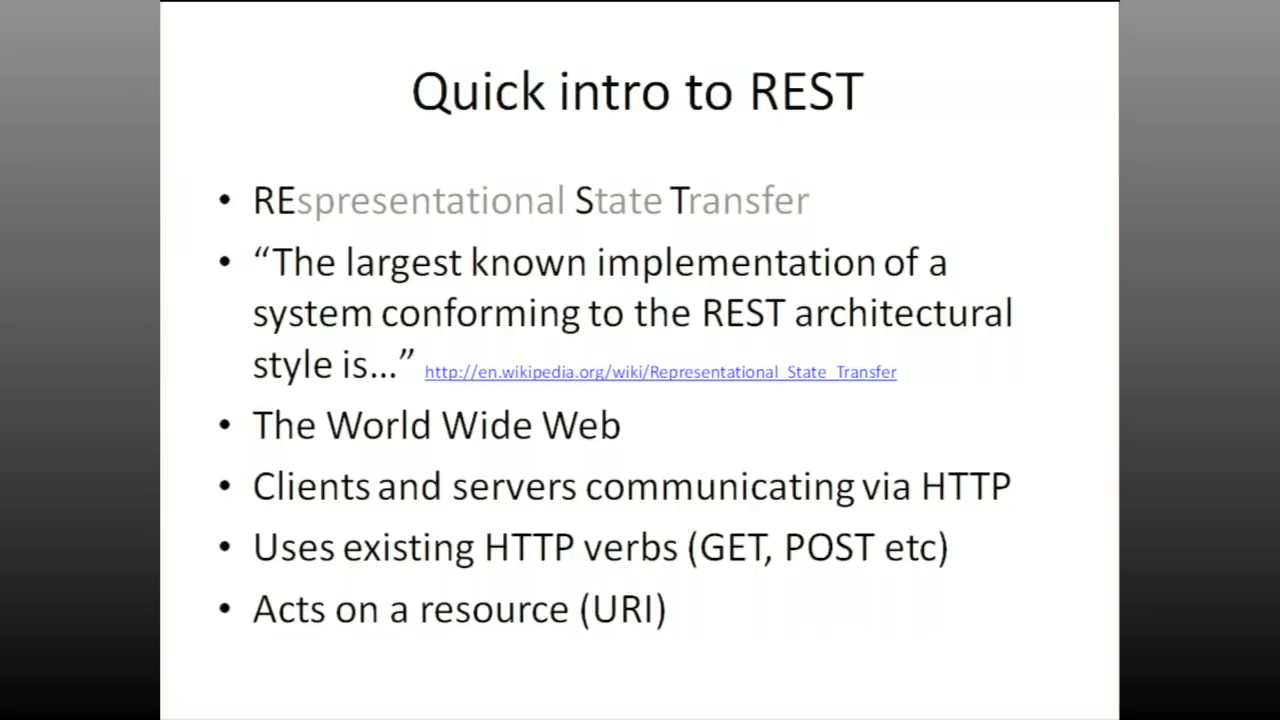 Quick intro to REST
• REspresentational State Transfer
• “The largest known implementation of a
system conforming to the REST architectural
style is…” http://en.wikipedia.org/wiki/Representational_State_Transfer
• The World Wide Web
• Clients and servers communicating via HTTP
• Uses existing HTTP verbs (GET, POST etc)
• Acts on a resource (URI)